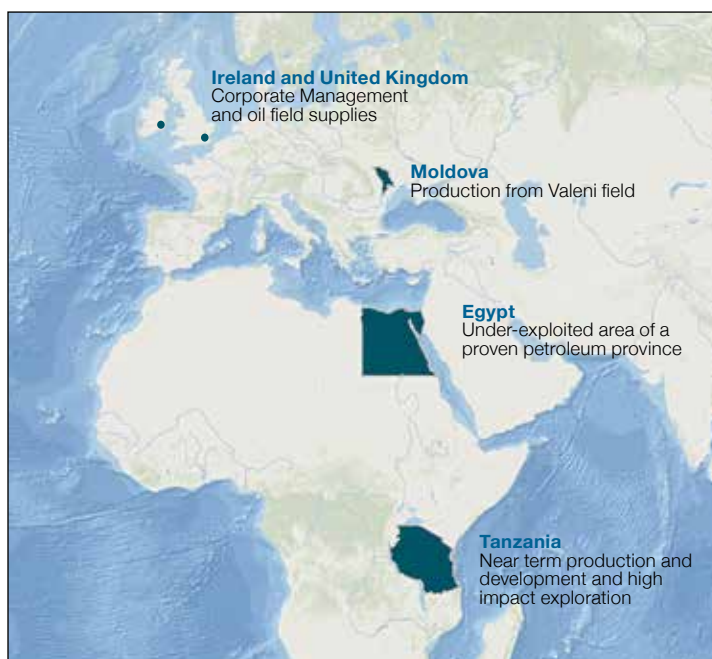 Ireland and United Kingdom
Corporate Management
and oil field supplies
Moldova
Production from Valeni field
Egypt
Under-exploited area of a
proven petroleum province
Tanzania
Near term production and
development and high
impact exploration